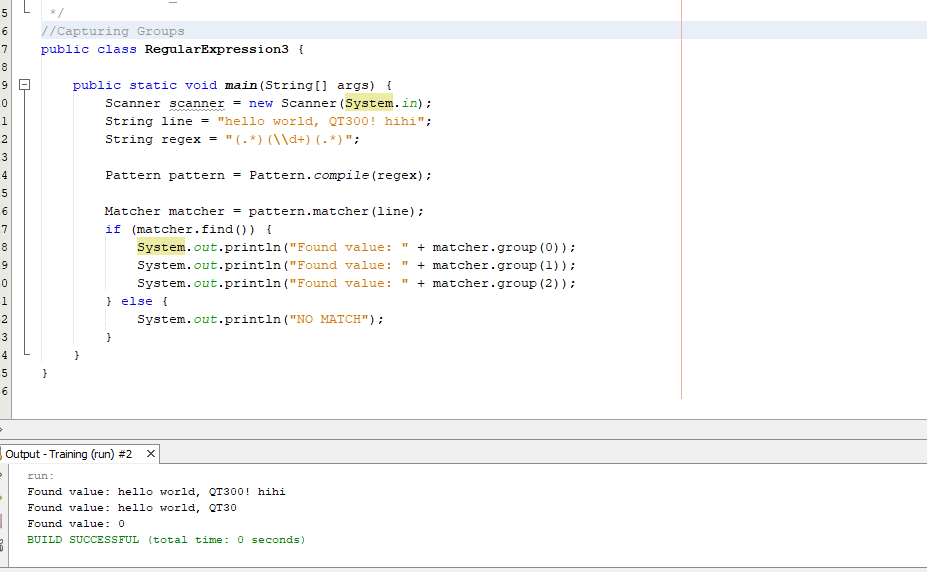 5 */
6 //Capturing Groups
7 public class RegularExpression3 {
8
9 public static void main(String[] args) {
0 Scanner scanner = new Scanner(System.in);
1 String line = "hello world, QT300! hihi";
2 String regex = "(.*)(\\d+)(.*)";
3
4 Pattern pattern = Pattern.compile(regex);
5
6 Matcher matcher = pattern.matcher(line);
7 if (matcher.find()) {
8 System.out.println("Found value: " + matcher.group(0));
9 System.out.println("Found value: " + matcher.group(1));
0 System.out.println("Found value: " + matcher.group(2));
1 } else {
2 System.out.println("NO MATCH");
3 }
4 }
5 }
6
Output - Training (run) #2
run:
Found value: hello world, QT300! hihi
Found value: hello world, QT30
Found value: 0
BUILD SUCCESSFUL (total time: 0 seconds)